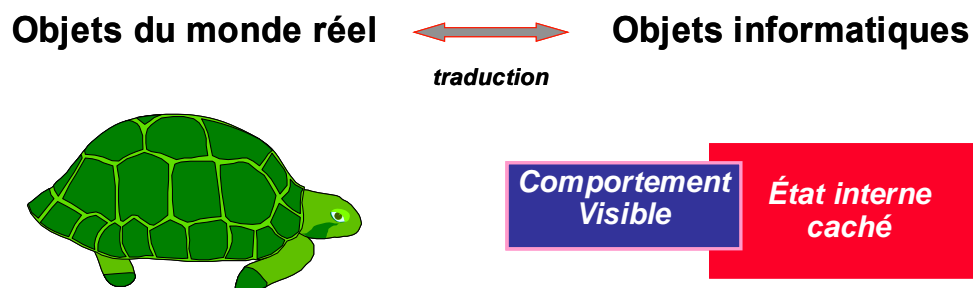 Objets du monde réel
Objets informatiques
traduction
Comportement
Visible
État interne
caché